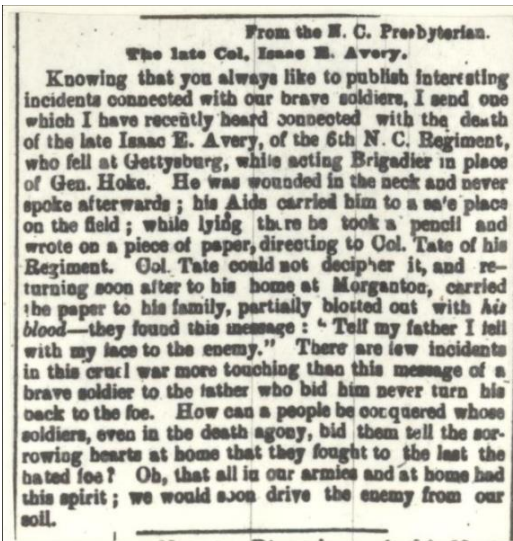 From the N. C. Presbyterian.
The late Col. Isaac E. Avery.
Knowing that you always like to publish interesting
incidents connected with our brave soldiers, I send one
which I have recently heard connected with the death
of the late Isaac E. Avery, of the 6th N. C. Regiment,
who fell at Gettysburg, while acting Brigadier in place
of Gen. Hoke. He was wounded in the neck and never
spoke afterwards ; his Aids carried him to a safe place
on the field ; while lying there he took a pencil and
wrote on a piece of paper, directing to Col. Tate of his
Regiment. Col. Tate could not decipher it, and re-
turning soon after to his home at Morganton, carried
the paper to his family, partially blotted out with his
blood—they found this message : " Tell my father I fell
with my face to the enemy." There are few incidents
in this cruel war more touching than this message of a
brave soldier to the father who bid him never turn his
back to the foe. How can a people be conquered whose
soldiers, even in the death agony, bid them tell the sor-
rowing hearts at home that they fought to the last the
hated foe ? Oh, that all in our armies and at home had
this spirit ; we would soon drive the enemy from our
soil.